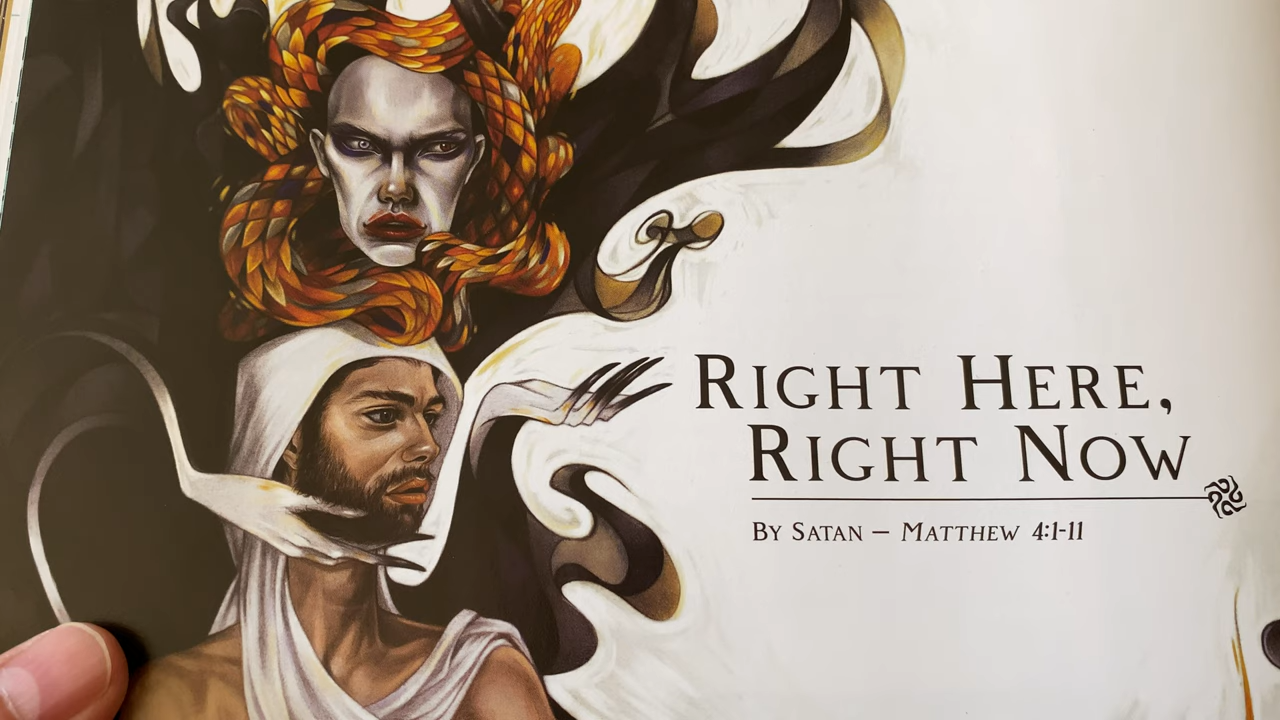 Right Here,
Right Now
By Satan – Matthew 4:1-11